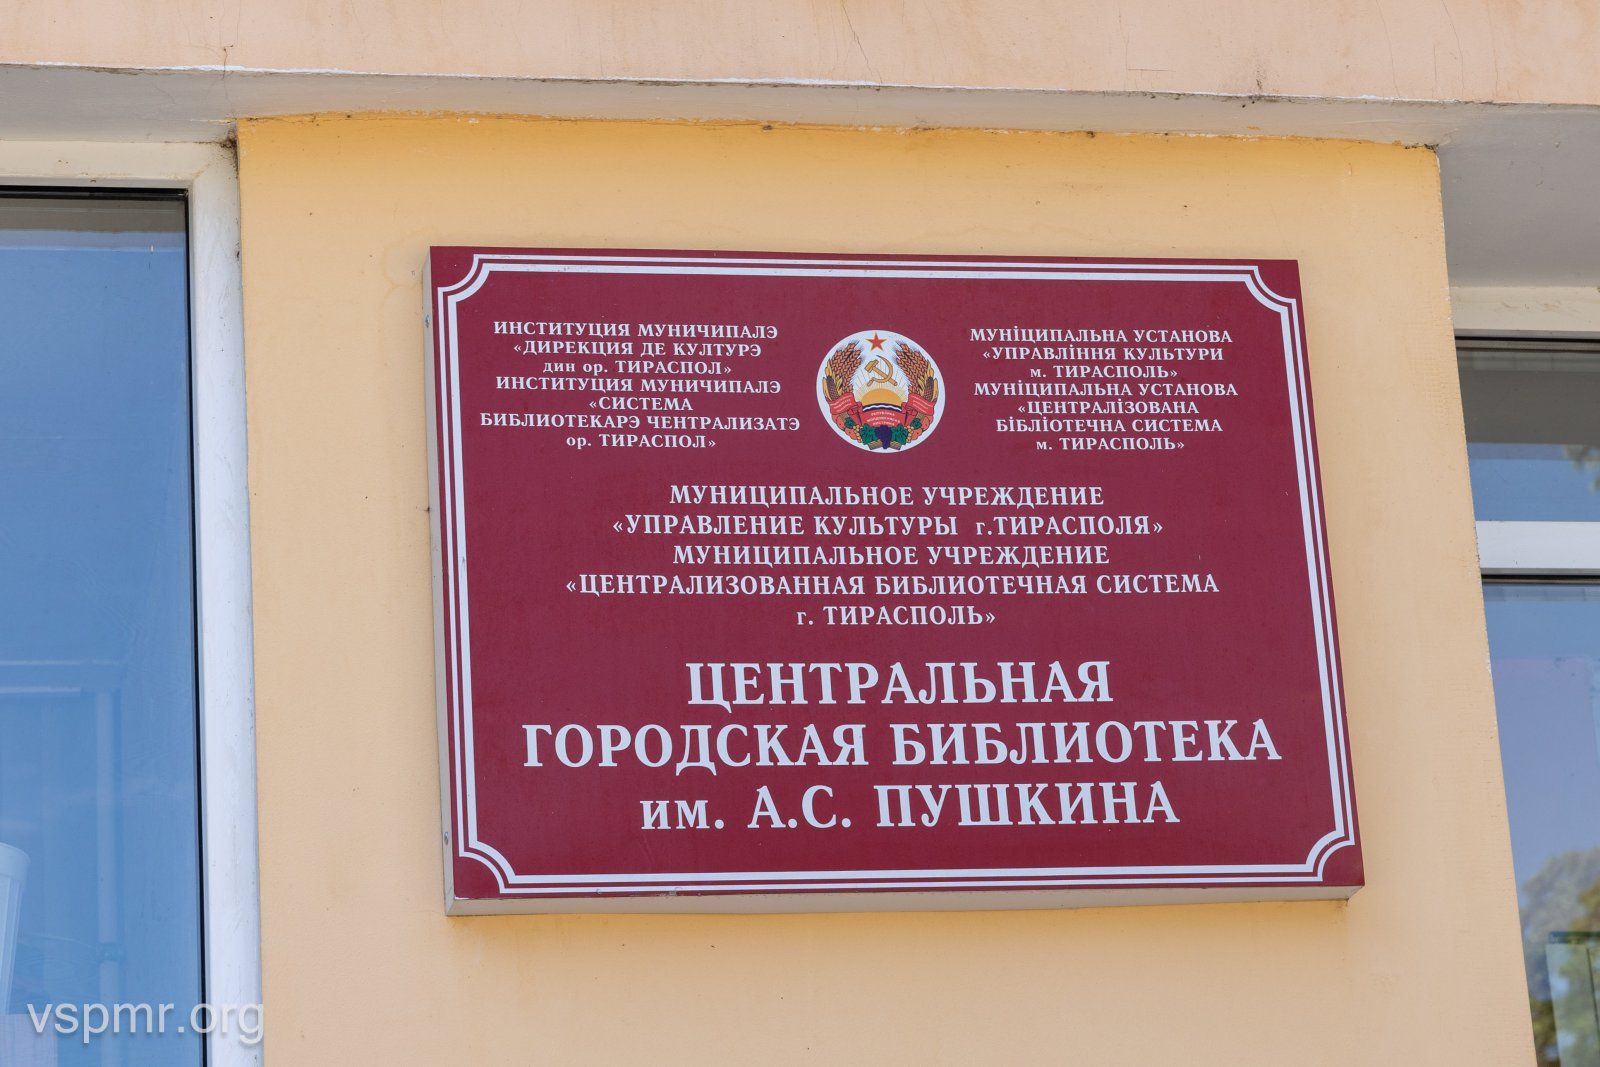 ИНСТИТУЦИЯ МУНИЧИПАЛЭ
«ДИРЕКЦИЯ ДЕ КУЛТУРЭ
дин ор. ТИРАСПОЛ»
ИНСТИТУЦИЯ МУНИЧИПАЛЭ
«СИСТЕМА
БИБЛИОТЕКАРЭ ЧЕНТРАЛИЗАТЭ
ор. ТИРАСПОЛ»
МУНІЦИПАЛЬНА УСТАНОВА
«УПРАВЛІННЯ КУЛЬТУРИ
м. ТИРАСПОЛЬ»
МУНІЦИПАЛЬНА УСТАНОВА
«ЦЕНТРАЛІЗОВАНА
БІБЛІОТЕЧНА СИСТЕМА
м. ТИРАСПОЛЬ»
МУНИЦИПАЛЬНОЕ УЧРЕЖДЕНИЕ
«УПРАВЛЕНИЕ КУЛЬТУРЫ г.ТИРАСПОЛЯ»
МУНИЦИПАЛЬНОЕ УЧРЕЖДЕНИЕ
«ЦЕНТРАЛИЗОВАННАЯ БИБЛИОТЕЧНАЯ СИСТЕМА
г. ТИРАСПОЛЬ»
ЦЕНТРАЛЬНАЯ
ГОРОДСКАЯ БИБЛИОТЕКА
им. А.С. ПУШКИНА
vspmr.org